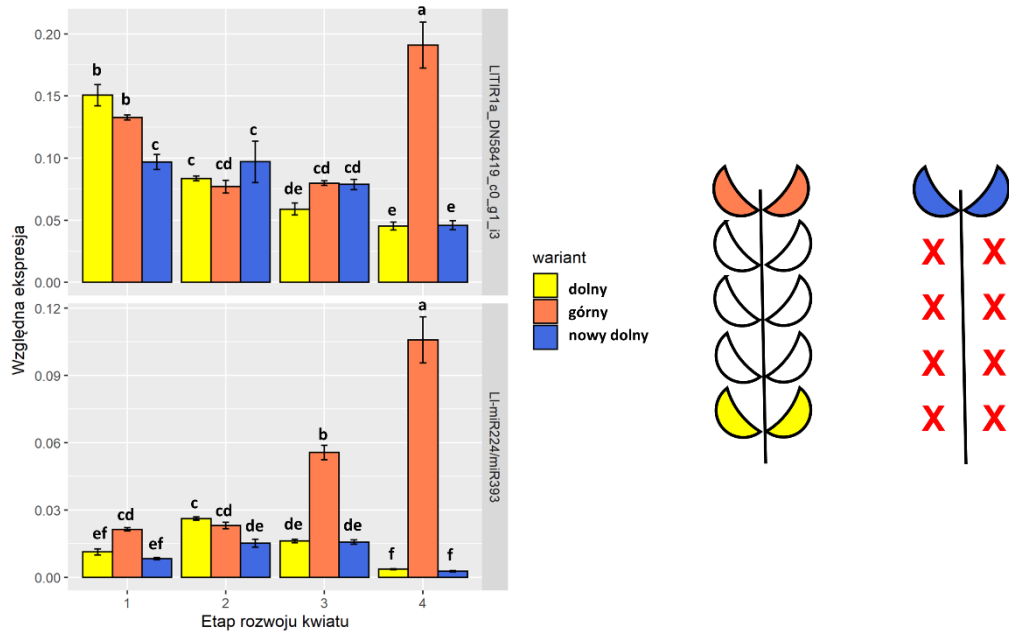 Względna ekspresja
0.20
0.15
0.10
0.05
0.00
b
b
c
c
cd
c
de
cd
cd
e
a
e
LlTIR1a_DN58419_c0_g1_i3
0.12
0.09
0.06
0.03
0.00
ef
cd
ef
c
cd
de
de
b
de
f
a
f
Ll-miR224/miR393
1 2 3 4
Etap rozwoju kwiatu
wariant
dolny
górny
nowy dolny
X X
X X
X X
X X